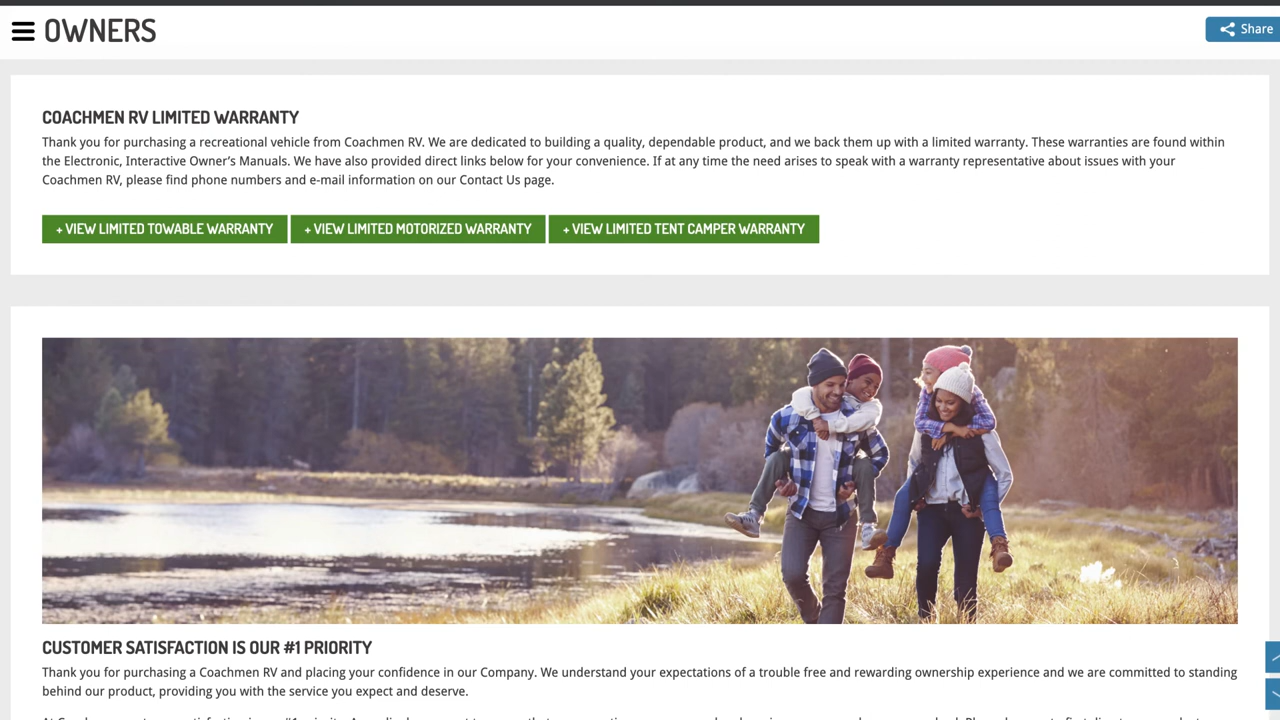 OWNERS
Share
COACHMEN RV LIMITED WARRANTY
Thank you for purchasing a recreational vehicle from Coachmen RV. We are dedicated to building a quality, dependable product, and we back them up with a limited warranty. These warranties are found within
the Electronic, Interactive Owner's Manuals. We have also provided direct links below for your convenience. If at any time the need arises to speak with a warranty representative about issues with your
Coachmen RV, please find phone numbers and e-mail information on our Contact Us page.
+ VIEW LIMITED TOWABLE WARRANTY
+ VIEW LIMITED MOTORIZED WARRANTY
+ VIEW LIMITED TENT CAMPER WARRANTY
CUSTOMER SATISFACTION IS OUR #1 PRIORITY
Thank you for purchasing a Coachmen RV and placing your confidence in our Company. We understand your expectations of a trouble free and rewarding ownership experience and we are committed to standing
behind our product, providing you with the service you expect and deserve.